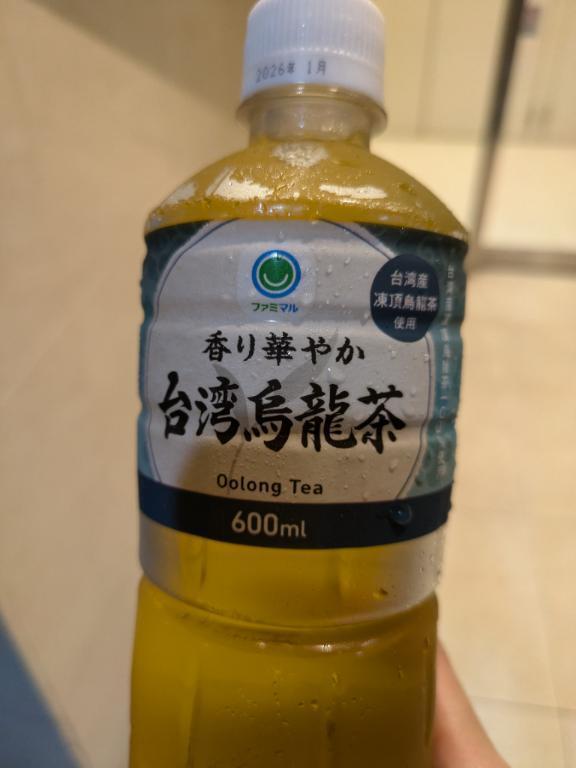 2026年 1月
ファミマル
台湾産
凍頂烏龍茶
使用
香り華やか
台湾烏龍茶
Oolong Tea
600ml